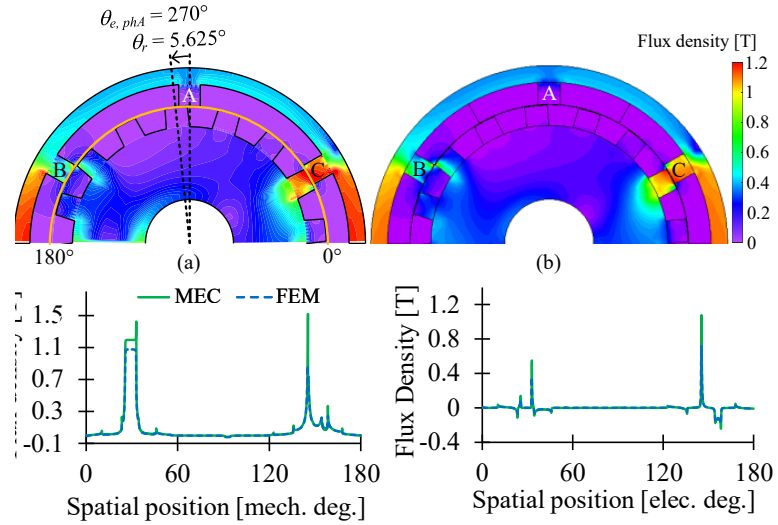 θe, phA = 270°
θr = 5.625°
Flux density [T]
A
B
C
180°
0°
(a)
A
B
C
(b)
1.2
1
0.8
0.6
0.4
0.2
0
MEC
FEM
1.5
1.1
0.7
0.3
-0.1
0
60
120
180
Spatial position [mech. deg.]
Flux Density [T]
1.2
0.8
0.4
0
-0.4
0
60
120
180
Spatial position [elec. deg.]